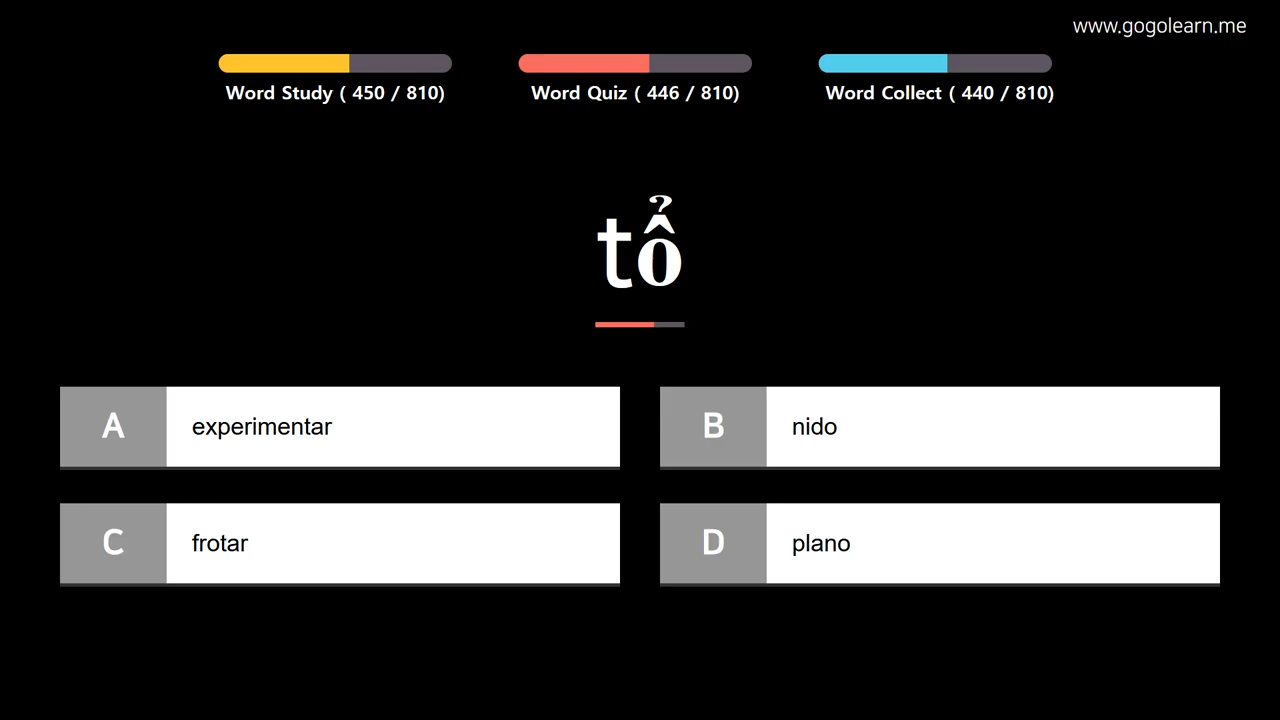 www.gogolearn.me
Word Study ( 450 / 810)
Word Quiz ( 446 / 810)
Word Collect ( 440 / 810)
tổ
A experimentar
B nido
C frotar
D plano